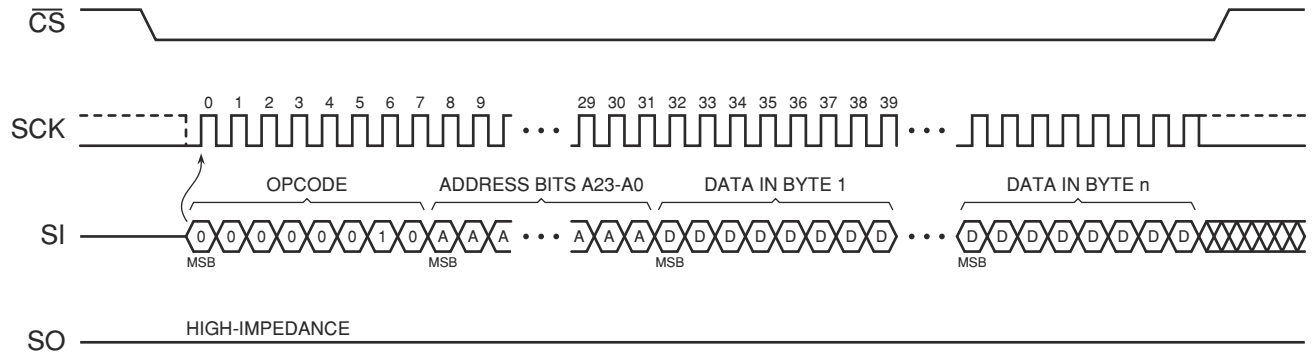 CS
SCK
0 1 2 3 4 5 6 7 8 9 29 30 31 32 33 34 35 36 37 38 39
OPCODE ADDRESS BITS A23-A0 DATA IN BYTE 1 DATA IN BYTE n
SI
0 0 0 0 0 0 1 0 A A A A A A D D D D D D D D D D D D D D D D
MSB MSB MSB MSB
HIGH-IMPEDANCE
SO